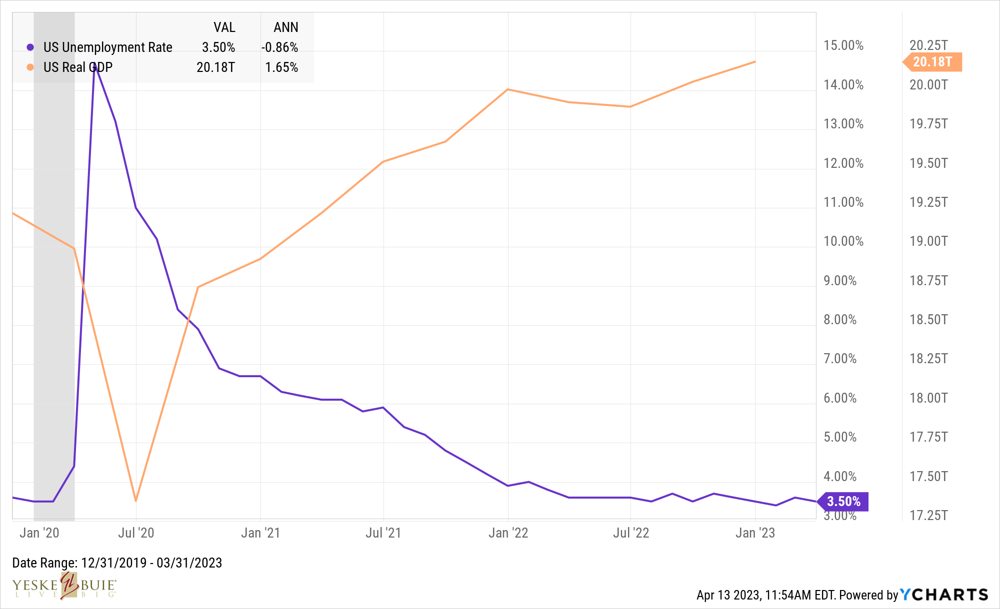 VAL ANN
US Unemployment Rate 3.50% -0.86%
US Real GDP 20.18T 1.65%
15.00% 20.25T
20.18T
14.00% 20.00T
13.00% 19.75T
12.00% 19.50T
11.00% 19.25T
10.00% 19.00T
9.00% 18.75T
8.00% 18.50T
7.00% 18.25T
6.00% 18.00T
5.00% 17.75T
4.00% 17.50T
3.50%
3.00% 17.25T
Jan '20 Jul '20 Jan '21 Jul '21 Jan '22 Jul '22 Jan '23
Date Range: 12/31/2019 - 03/31/2023
YESKE BUIE
LIVE BIG
Apr 13 2023, 11:54AM EDT. Powered by YCHARTS